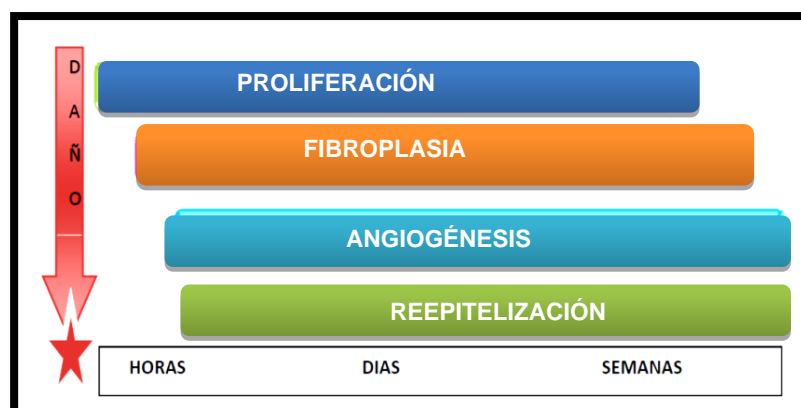 D
A
Ñ
O
PROLIFERACIÓN
FIBROPLASIA
ANGIOGÉNESIS
REEPITELIZACIÓN
HORAS DIAS SEMANAS